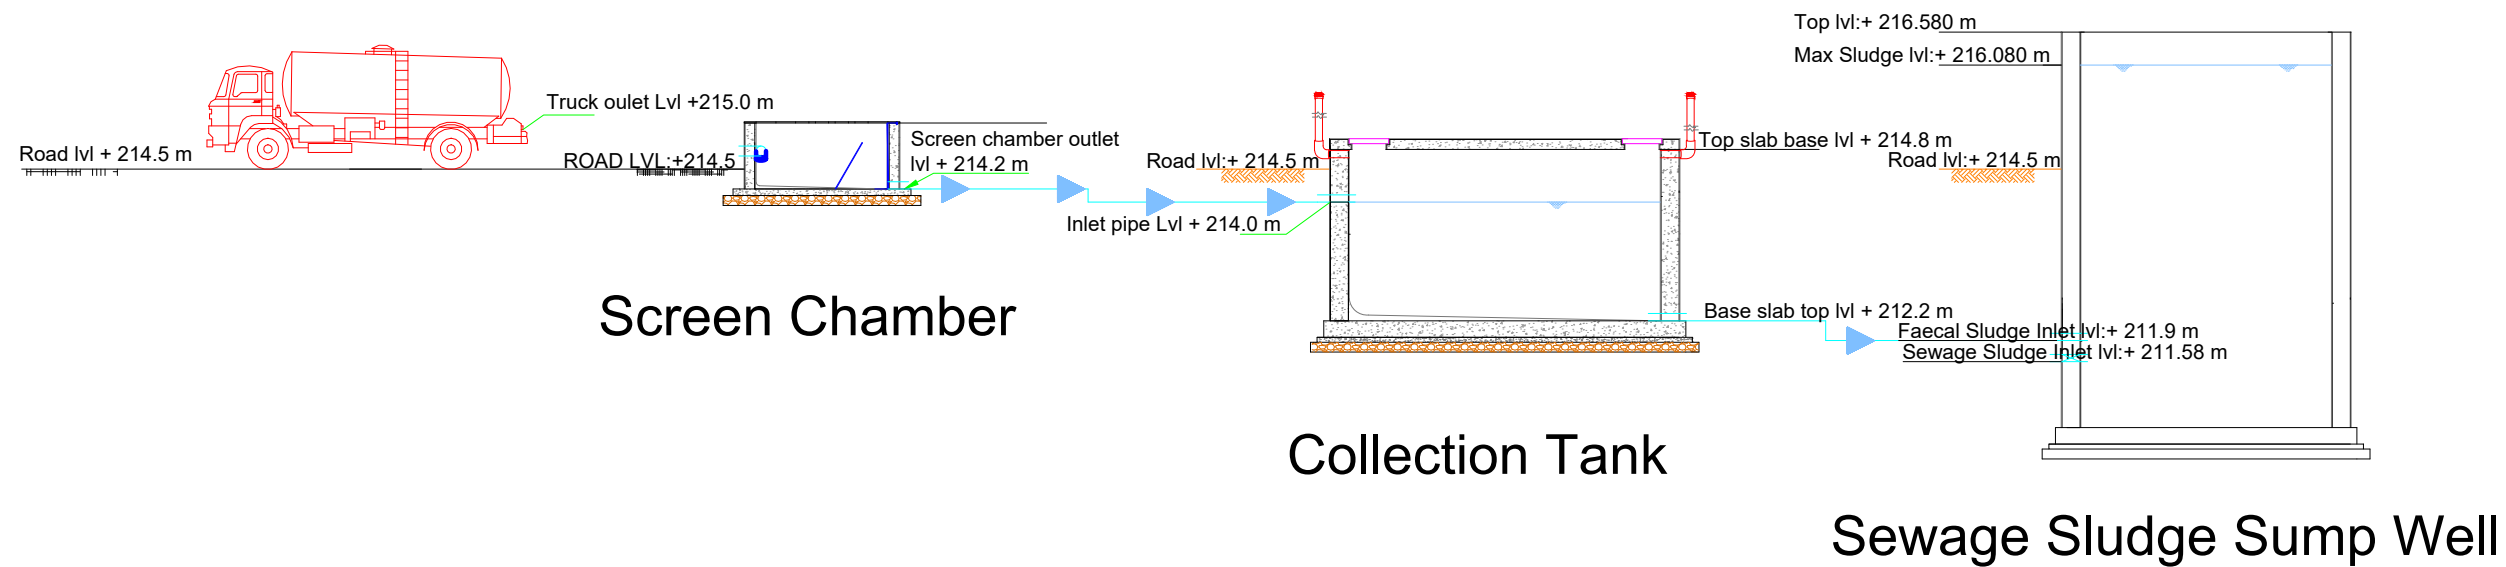 Top lvl:+ 216.580 m
Max Sludge lvl:+ 216.080 m
Truck oulet Lvl +215.0 m
Road lvl + 214.5 m
ROAD LVL:+214.5
Screen chamber outlet
lvl + 214.2 m
Road lvl:+ 214.5 m
Top slab base lvl + 214.8 m
Road lvl:+ 214.5 m
Inlet pipe Lvl + 214.0 m
Screen Chamber
Base slab top lvl + 212.2 m
Faecal Sludge Inlet lvl:+ 211.9 m
Sewage Sludge Inlet lvl:+ 211.58 m
Collection Tank
Sewage Sludge Sump Well